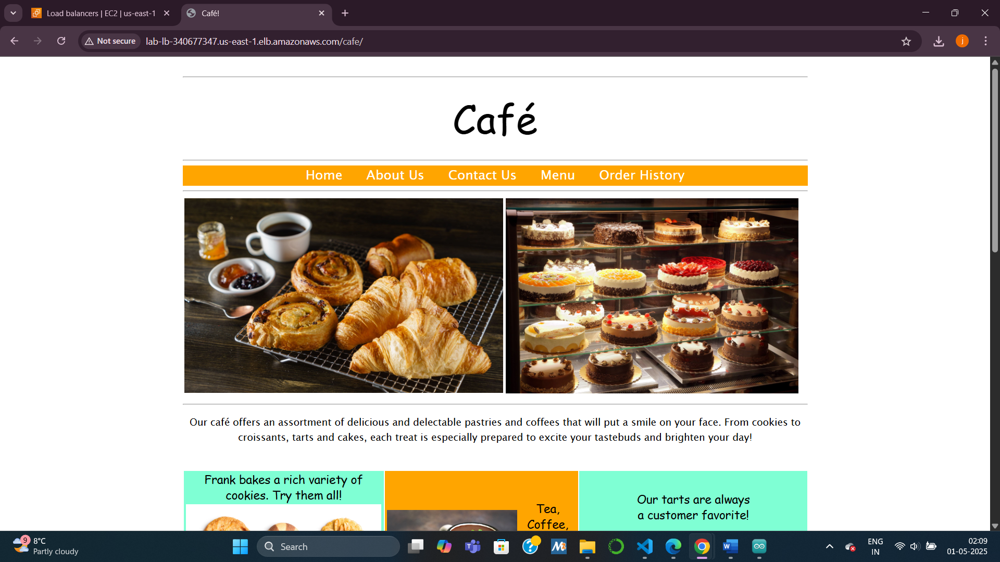 Load balancers | EC2 | us-east-1
Café!
Not secure
lab-lb-340677347.us-east-1.elb.amazonaws.com/cafe/
j
Café
Home About Us Contact Us Menu Order History
Our café offers an assortment of delicious and delectable pastries and coffees that will put a smile on your face. From cookies to
croissants, tarts and cakes, each treat is especially prepared to excite your tastebuds and brighten your day!
Frank bakes a rich variety of
cookies. Try them all!
Tea,
Coffee,
Our tarts are always
a customer favorite!
9
8°C
Partly cloudy
Search
ENG
IN
02:09
01-05-2025